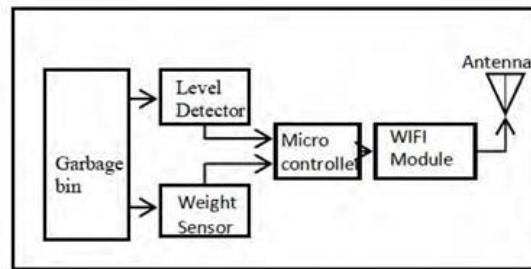 Garbage
bin
Level
Detector
Weight
Sensor
Micro
controller
WIFI
Module
Antenna